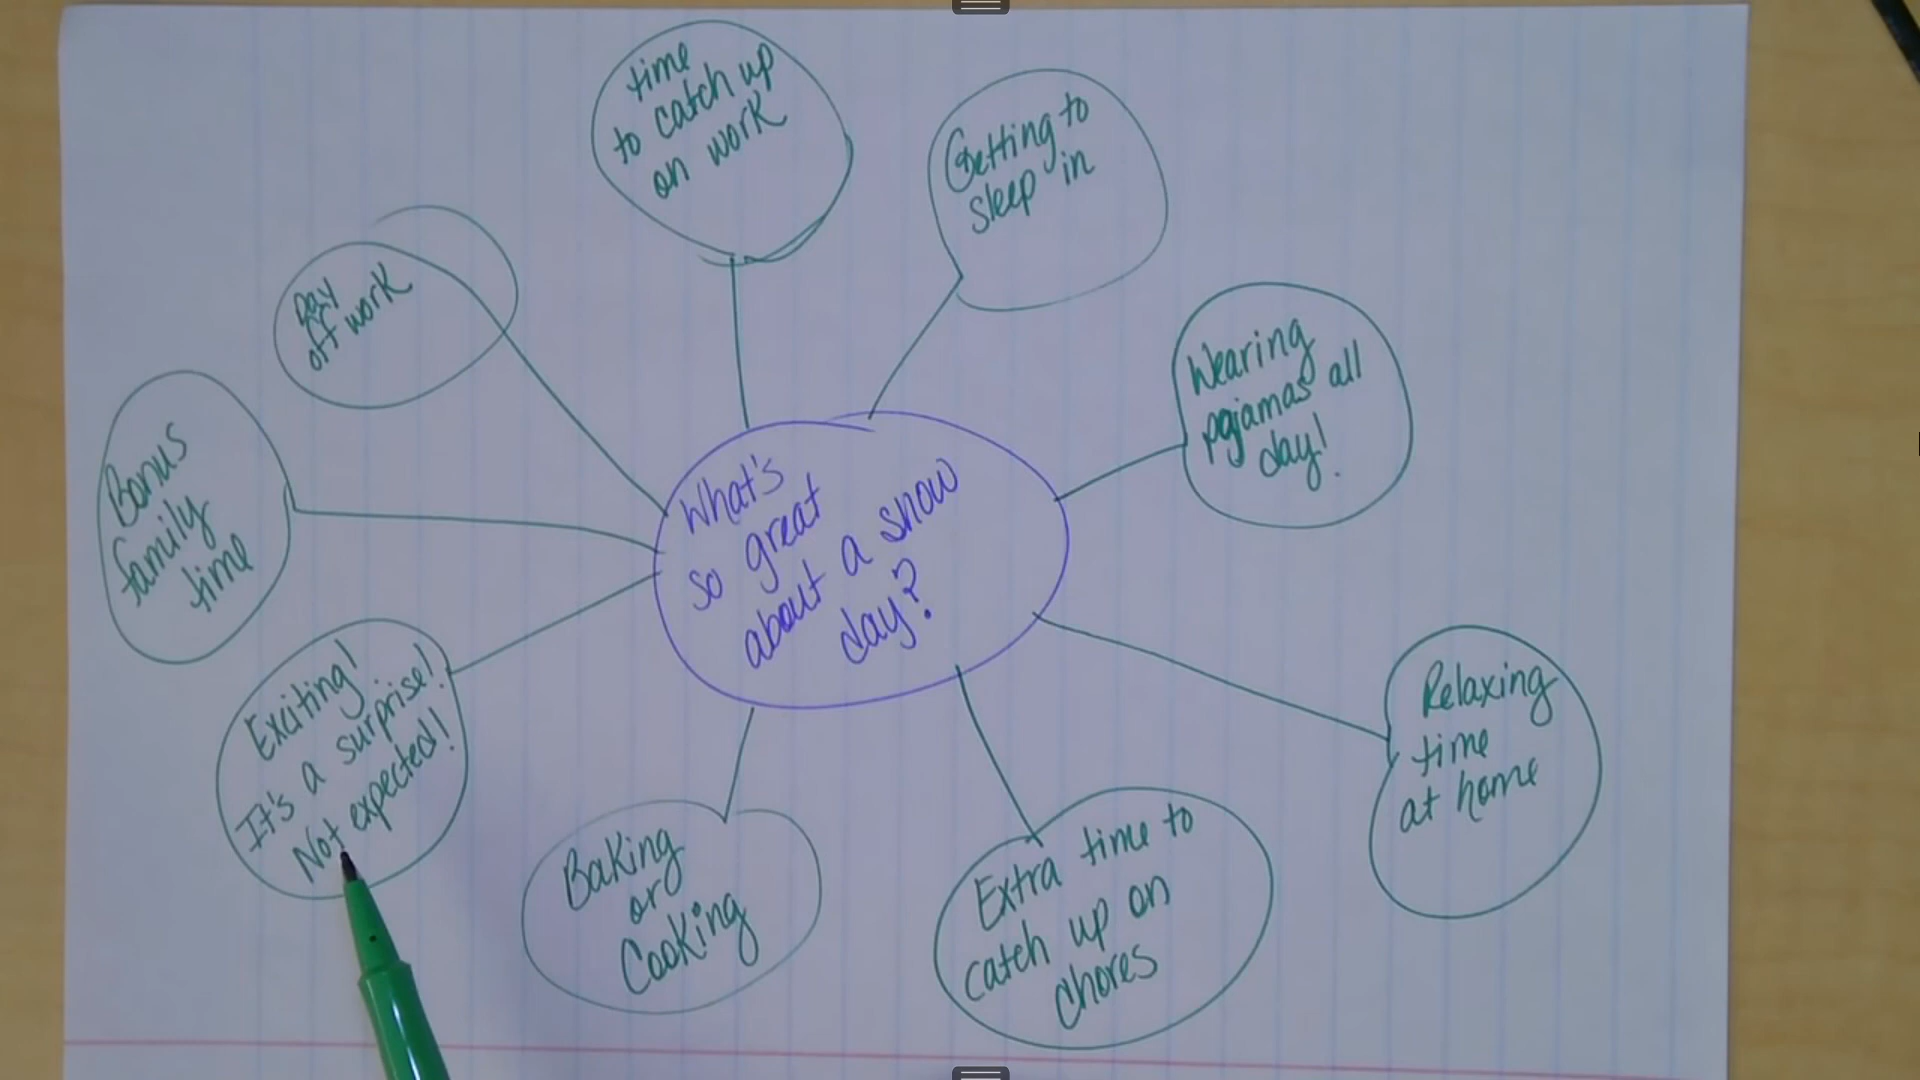 time
to catch up
on work
Getting to
sleep in
Day
off work
Wearing
pajamas all
day!
Bonus
family
time
What's
so great
about a snow
day?
Exciting!
It's a surprise!
Not expected!
Relaxing
time
at home
Baking
or
Cooking
Extra time to
catch up on
chores